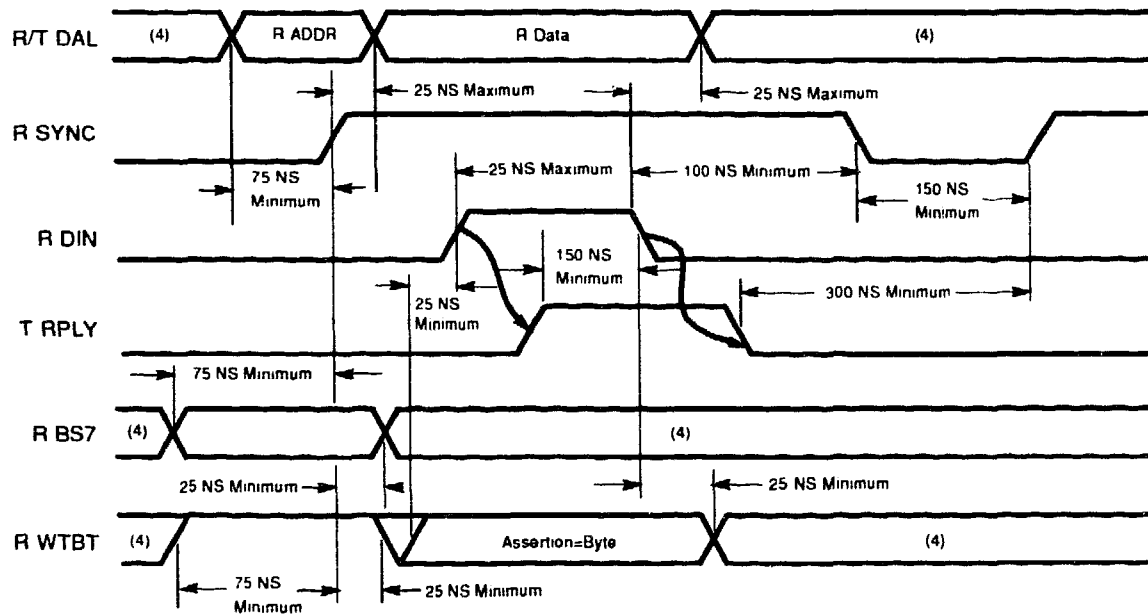 R/T DAL (4) R ADDR R Data (4)
25 NS Maximum 25 NS Maximum
R SYNC
75 NS
Minimum
25 NS Maximum 100 NS Minimum
150 NS
Minimum
R DIN
150 NS
Minimum
25 NS
Minimum
300 NS Minimum
T RPLY
75 NS Minimum
R BS7 (4) (4)
25 NS Minimum 25 NS Minimum
R WTBT (4) Assertion=Byte (4)
75 NS
Minimum
25 NS Minimum